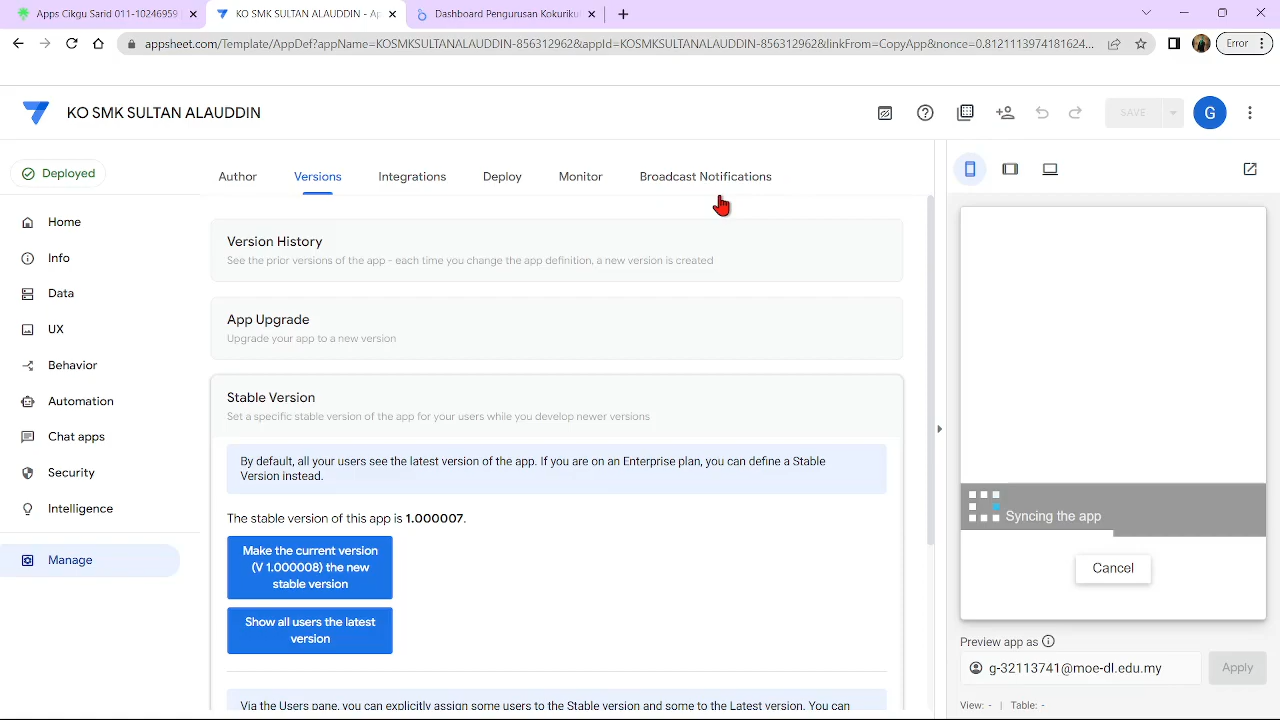 Apps Cikgu Sarid 011-10246959
KO SMK SULTAN ALAUDDIN - Ap
Dashboard Pengurusan Kokurikul
appsheet.com/Template/AppDef?appName=KOSMKSULTANALAUDDIN-856312962&appId=KOSMKSULTANALAUDDIN-856312962&linkFrom=CopyApp&nonce=0.8121113974181624...
Error
KO SMK SULTAN ALAUDDIN
SAVE
G
Deployed
Home
Info
Data
UX
Behavior
Automation
Chat apps
Security
Intelligence
Manage
Author
Versions
Integrations
Deploy
Monitor
Broadcast Notifications
Version History
See the prior versions of the app - each time you change the app definition, a new version is created
App Upgrade
Upgrade your app to a new version
Stable Version
Set a specific stable version of the app for your users while you develop newer versions
By default, all your users see the latest version of the app. If you are on an Enterprise plan, you can define a Stable
Version instead.
The stable version of this app is 1.000007.
Make the current version
(V 1.000008) the new
stable version
Show all users the latest
version
Via the Users pane, you can explicitly assign some users to the Stable version and some to the Latest version. You can
Syncing the app
Cancel
Preview app as
g-32113741@moe-dl.edu.my
Apply
View: - | Table: -